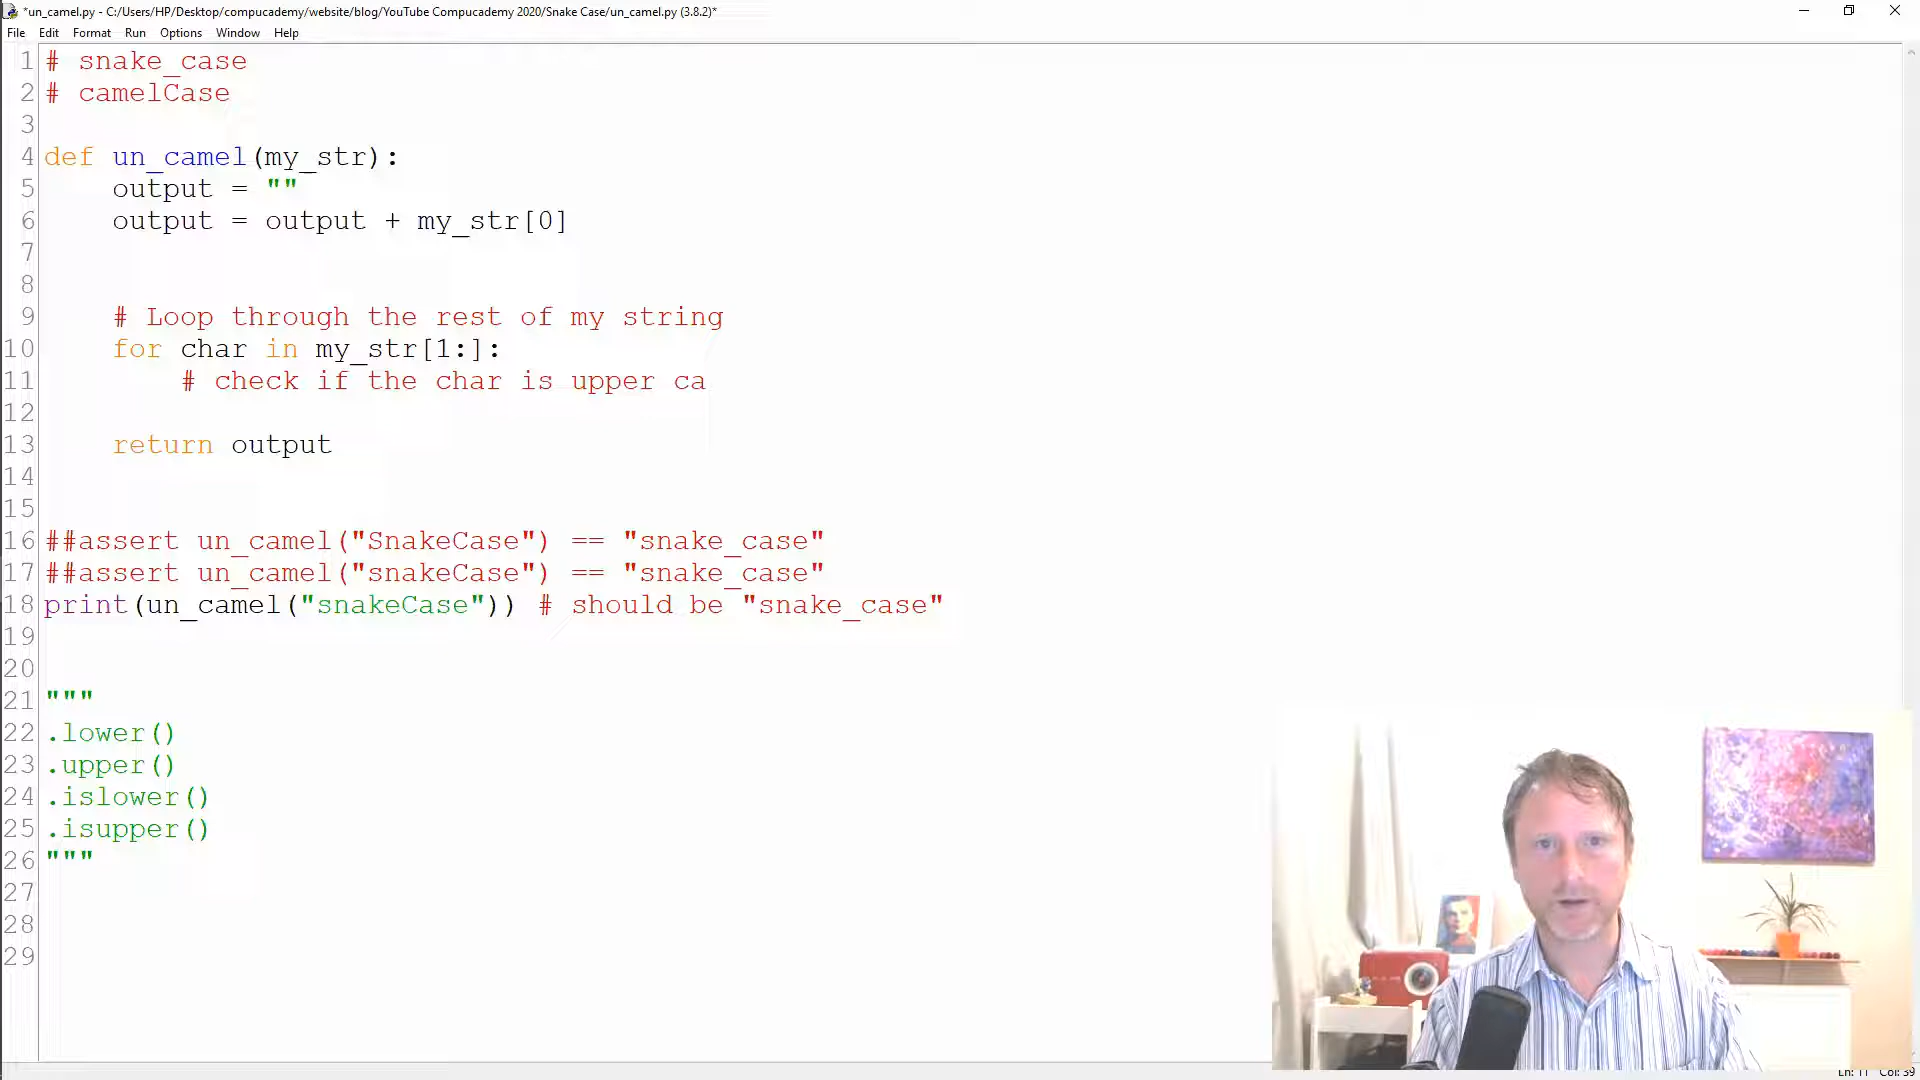 *un_camel.py - C:/Users/HP/Desktop/compucademy/website/blog/YouTube Compucademy 2020/Snake Case/un_camel.py (3.8.2)*
File Edit Format Run Options Window Help
1 # snake_case
2 # camelCase
3
4 def un_camel(my_str):
5 output = ""
6 output = output + my_str[0]
7
8
9 # Loop through the rest of my string
10 for char in my_str[1:]:
11 # check if the char is upper ca
12
13 return output
14
15
16 ##assert un_camel("SnakeCase") == "snake_case"
17 ##assert un_camel("snakeCase") == "snake_case"
18 print(un_camel("snakeCase")) # should be "snake_case"
19
20
21 """
22 .lower()
23 .upper()
24 .islower()
25 .isupper()
26 """
27
28
29
Ln: 11 Col: 39